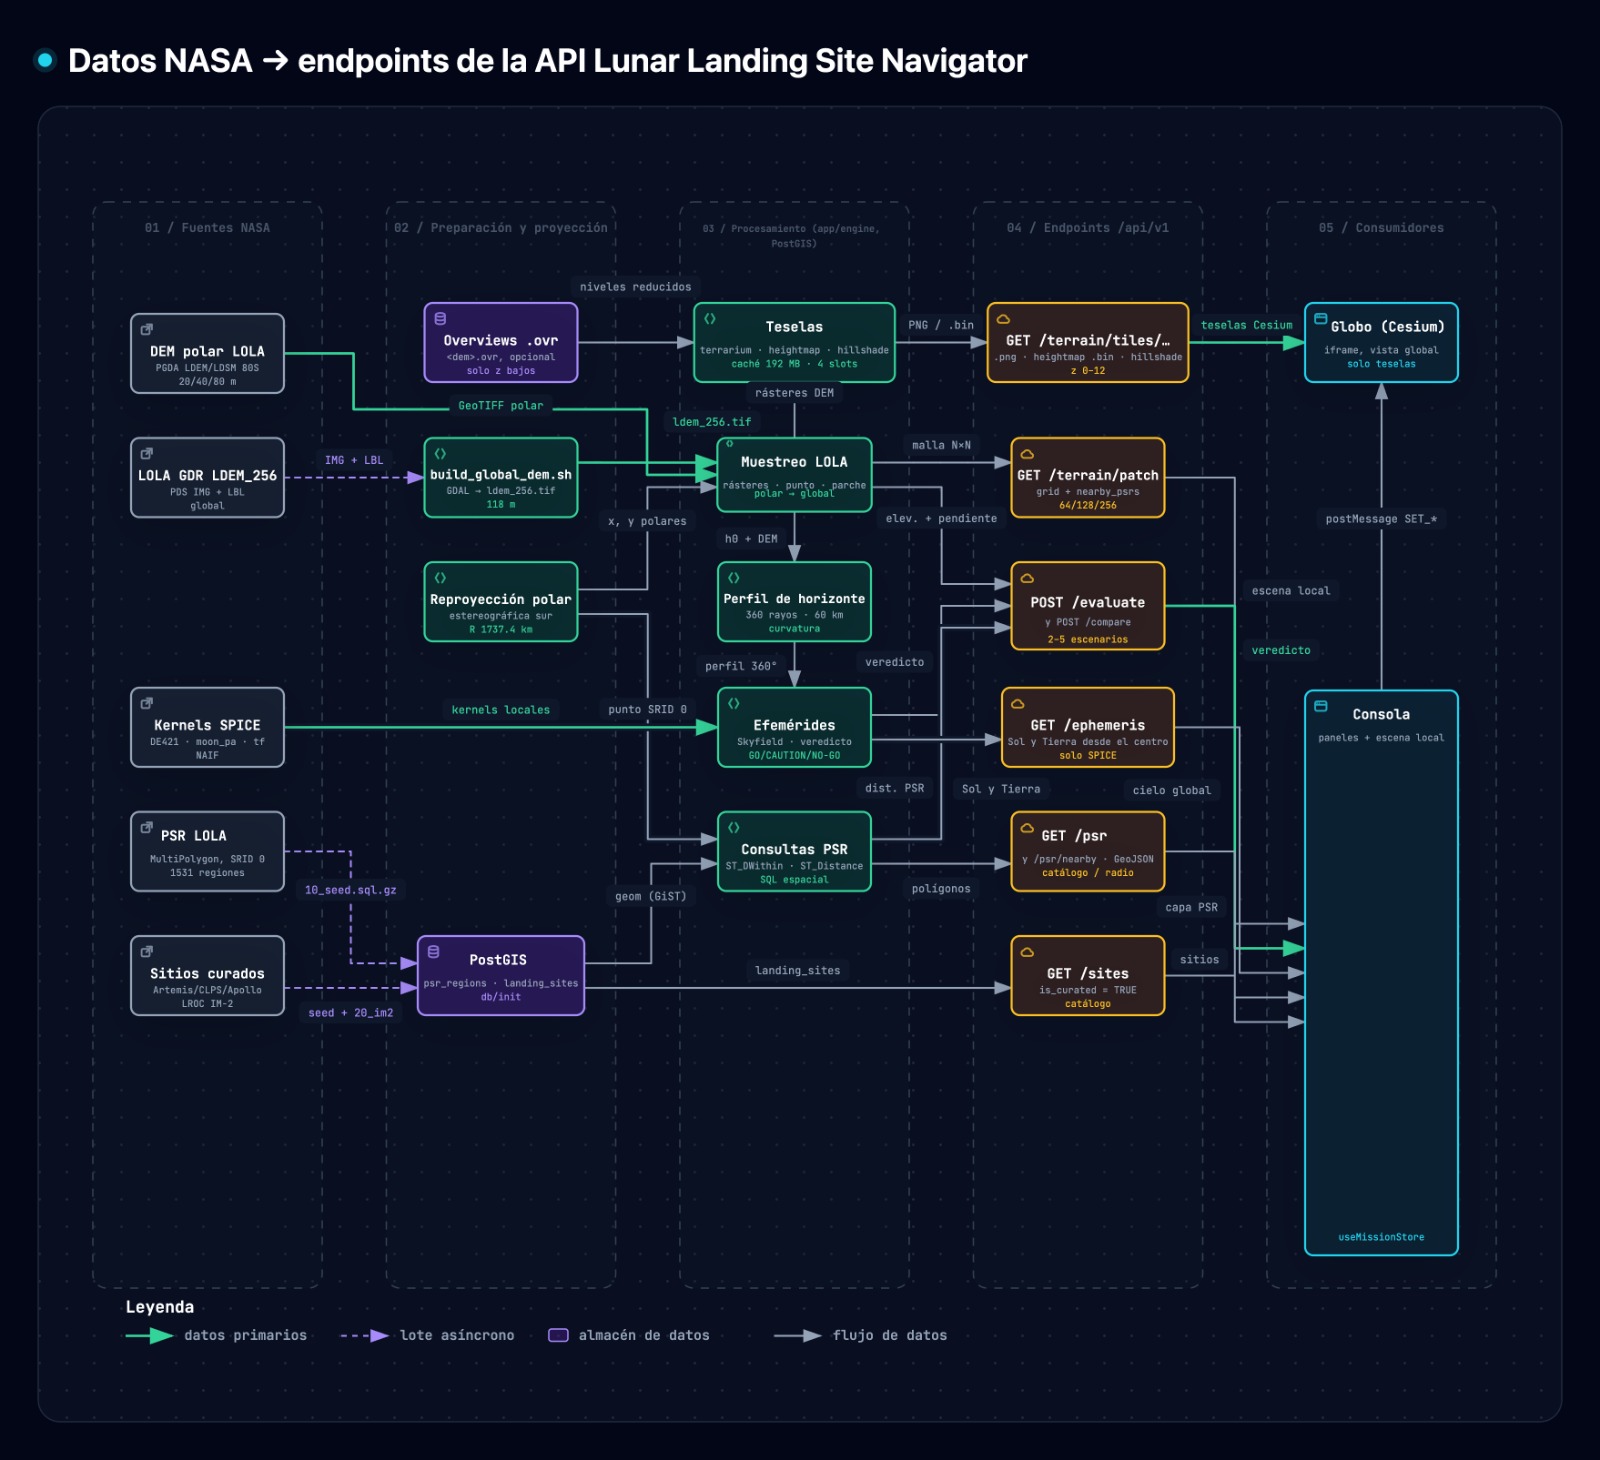 Datos NASA → endpoints de la API Lunar Landing Site Navigator
01 / Fuentes NASA
02 / Preparación y proyección
03 / Procesamiento (app/engine,
PostGIS)
04 / Endpoints /api/v1
05 / Consumidores
DEM polar LOLA
PGDA LDEM/LDSM 80S
20/40/80 m
LOLA GDR LDEM_256
PDS IMG + LBL
global
Kernels SPICE
DE421 · moon_pa · tf
NAIF
PSR LOLA
MultiPolygon, SRID 0
1531 regiones
Sitios curados
Artemis/CLPS/Apollo
LROC IM-2
IMG + LBL
10_seed.sql.gz
seed + 20_im2
Overviews .ovr
<dem>.ovr, opcional
solo z bajos
GeoTIFF polar
build_global_dem.sh
GDAL → ldem_256.tif
118 m
Reproyección polar
estereográfica sur
R 1737.4 km
kernels locales
PostGIS
psr_regions · landing_sites
db/init
niveles reducidos
ldem_256.tif
x, y polares
punto SRID 0
geom (GiST)
landing_sites
Teselas
terrarium · heightmap · hillshade
caché 192 MB · 4 slots
rásteres DEM
Muestreo LOLA
rásteres · punto · parche
polar → global
h0 + DEM
Perfil de horizonte
360 rayos · 60 km
curvatura
perfil 360°
Efemérides
Skyfield · veredicto
GO/CAUTION/NO-GO
Consultas PSR
ST_DWithin · ST_Distance
SQL espacial
PNG / .bin
malla N×N
elev. + pendiente
veredicto
dist. PSR
Sol y Tierra
polígonos
GET /terrain/tiles/…
.png · heightmap .bin · hillshade
z 0-12
GET /terrain/patch
grid + nearby_psrs
64/128/256
POST /evaluate
y POST /compare
2-5 escenarios
GET /ephemeris
Sol y Tierra desde el centro
solo SPICE
GET /psr
y /psr/nearby · GeoJSON
catálogo / radio
GET /sites
is_curated = TRUE
catálogo
teselas Cesium
escena local
veredicto
cielo global
capa PSR
sitios
Globo (Cesium)
iframe, vista global
solo teselas
postMessage SET_*
Consola
paneles + escena local
useMissionStore
Leyenda
datos primarios
lote asíncrono
almacén de datos
flujo de datos